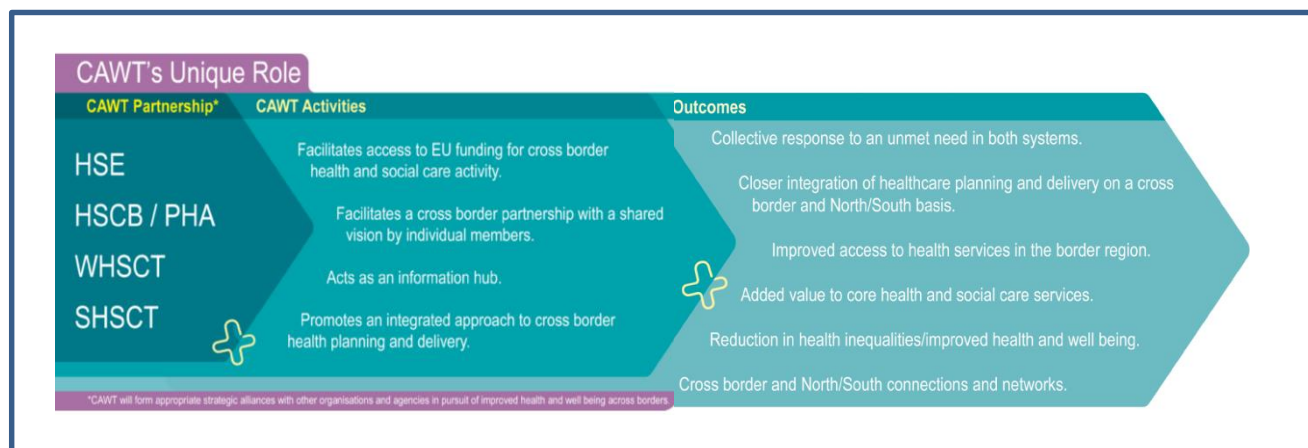 CAWT's Unique Role
CAWT Partnership*
HSE
HSCB / PHA
WHSCT
SHSCT
CAWT Activities
Facilitates access to EU funding for cross border
health and social care activity.
Facilitates a cross border partnership with a shared
vision by individual members.
Acts as an information hub.
Promotes an integrated approach to cross border
health planning and delivery.
Outcomes
Collective response to an unmet need in both systems.
Closer integration of healthcare planning and delivery on a cross
border and North/South basis.
Improved access to health services in the border region.
Added value to core health and social care services.
Reduction in health inequalities/improved health and well being.
Cross border and North/South connections and networks.
*CAWT will form appropriate strategic alliances with other organisations and agencies in pursuit of improved health and well being across borders.